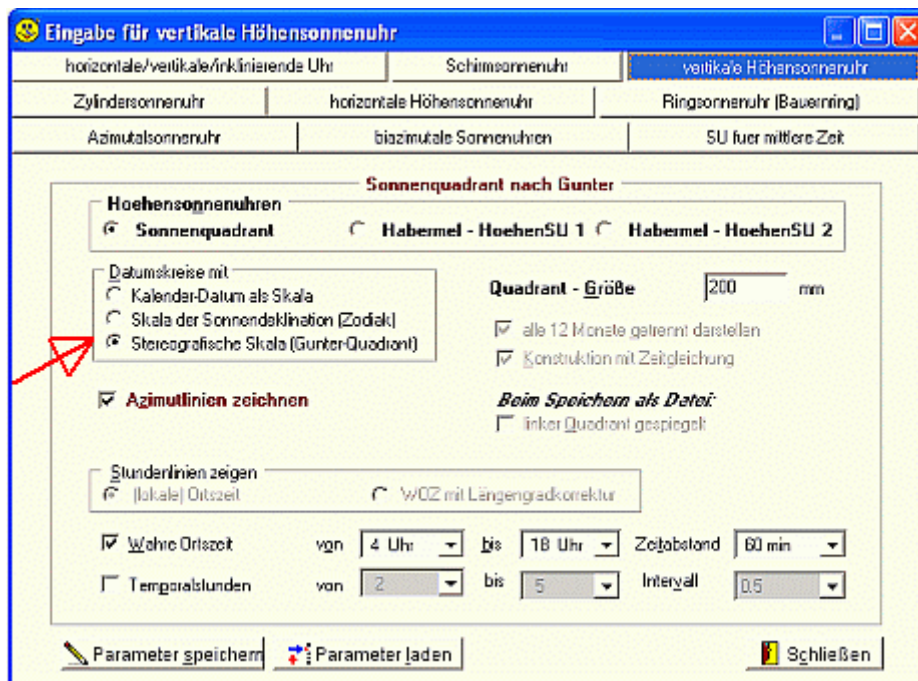 Eingabe für vertikale Höhensonnenuhr
horizontale/vertikale/inklinierende Uhr Schirmsonnenuhr vertikale Höhensonnenuhr
Zylindersonnenuhr horizontale Höhensonnenuhr Ringsonnenuhr (Bauernring)
Azimutalsonnenuhr biazimutale Sonnenuhren SU fuer mittlere Zeit
Sonnenquadrant nach Gunter
Hoehensonnenuhren
Sonnenquadrant Habermel - HoehenSU 1 Habermel - HoehenSU 2
Datumskreise mit
Kalender-Datum als Skala
Quadrant - Größe 200 mm
Skala der Sonnendeklination (Zodiak)
alle 12 Monate getrennt darstellen
Stereografische Skala (Gunter-Quadrant)
Konstruktion mit Zeitgleichung
Azimutlinien zeichnen
Beim Speichern als Datei:
linker Quadrant gespiegelt
Stundenlinien zeigen
(lokale) Ortszeit WOZ mit Längengradkorrektur
Wahre Ortszeit von 4 Uhr bis 18 Uhr Zeitabstand 60 min
Temporalstunden von 2 bis 5 Intervall 0.5
Parameter speichern Parameter laden Schließen